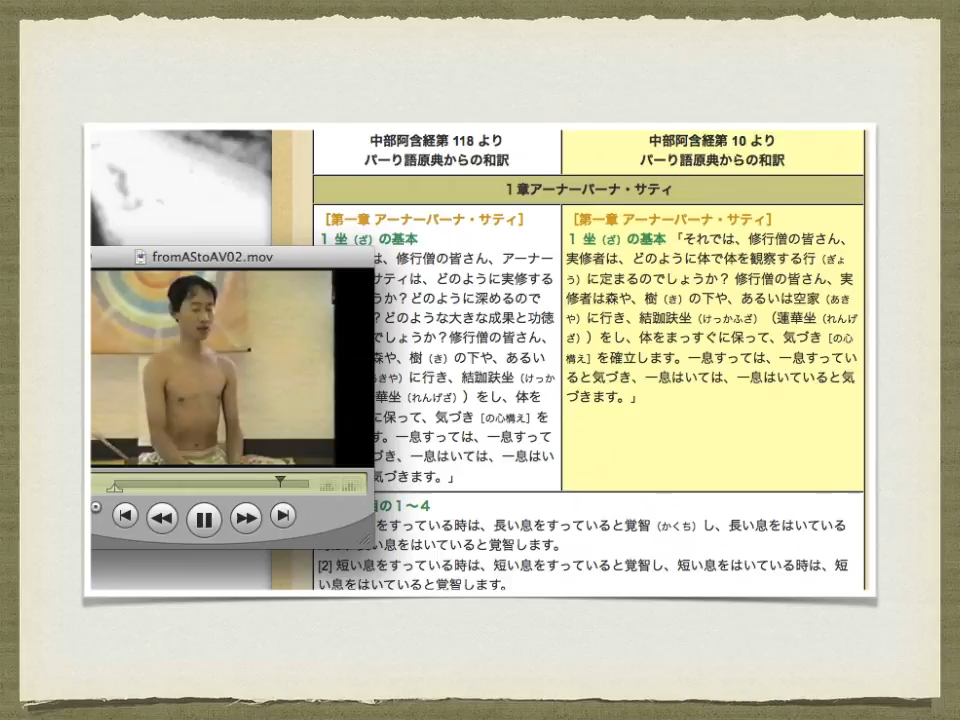 中部阿含経第 118 より
パーリ語原典からの和訳
中部阿含経第 10 より
パーリ語原典からの和訳
1章アーナーパーナ・サティ
[第一章 アーナーパーナ・サティ]
1 坐(ざ)の基本
は、修行僧の皆さん、アーナー
サティは、どのように実修する
うか？どのように深めるので
？どのような大きな成果と功徳
でしょうか？修行僧の皆さん、
森や、樹(き)の下や、あるい
きや)に行き、結跏趺坐(けっか
華坐(れんげざ))をし、体を
に保って、気づき[の心構え]を
す。一息すっては、一息すって
づき、一息はいては、一息はい
気づきます。」
[第一章 アーナーパーナ・サティ]
1 坐(ざ)の基本 「それでは、修行僧の皆さん、
実修者は、どのように体で体を観察する行(ぎょ
う)に定まるのでしょうか？ 修行僧の皆さん、実
修者は森や、樹(き)の下や、あるいは空家(あき
や)に行き、結跏趺坐(けっかふざ)(蓮華坐(れんげ
ざ))をし、体をまっすぐに保って、気づき[の心
構え]を確立します。一息すっては、一息すってい
ると気づき、一息はいては、一息はいていると気
づきます。」
fromAStoAV02.mov
目の1〜4
をすっている時は、長い息をすっていると覚智(かくち)し、長い息をはいている
い息をはいていると覚智します。
[2] 短い息をすっている時は、短い息をすっていると覚智し、短い息をはいている時は、短
い息をはいていると覚智します。